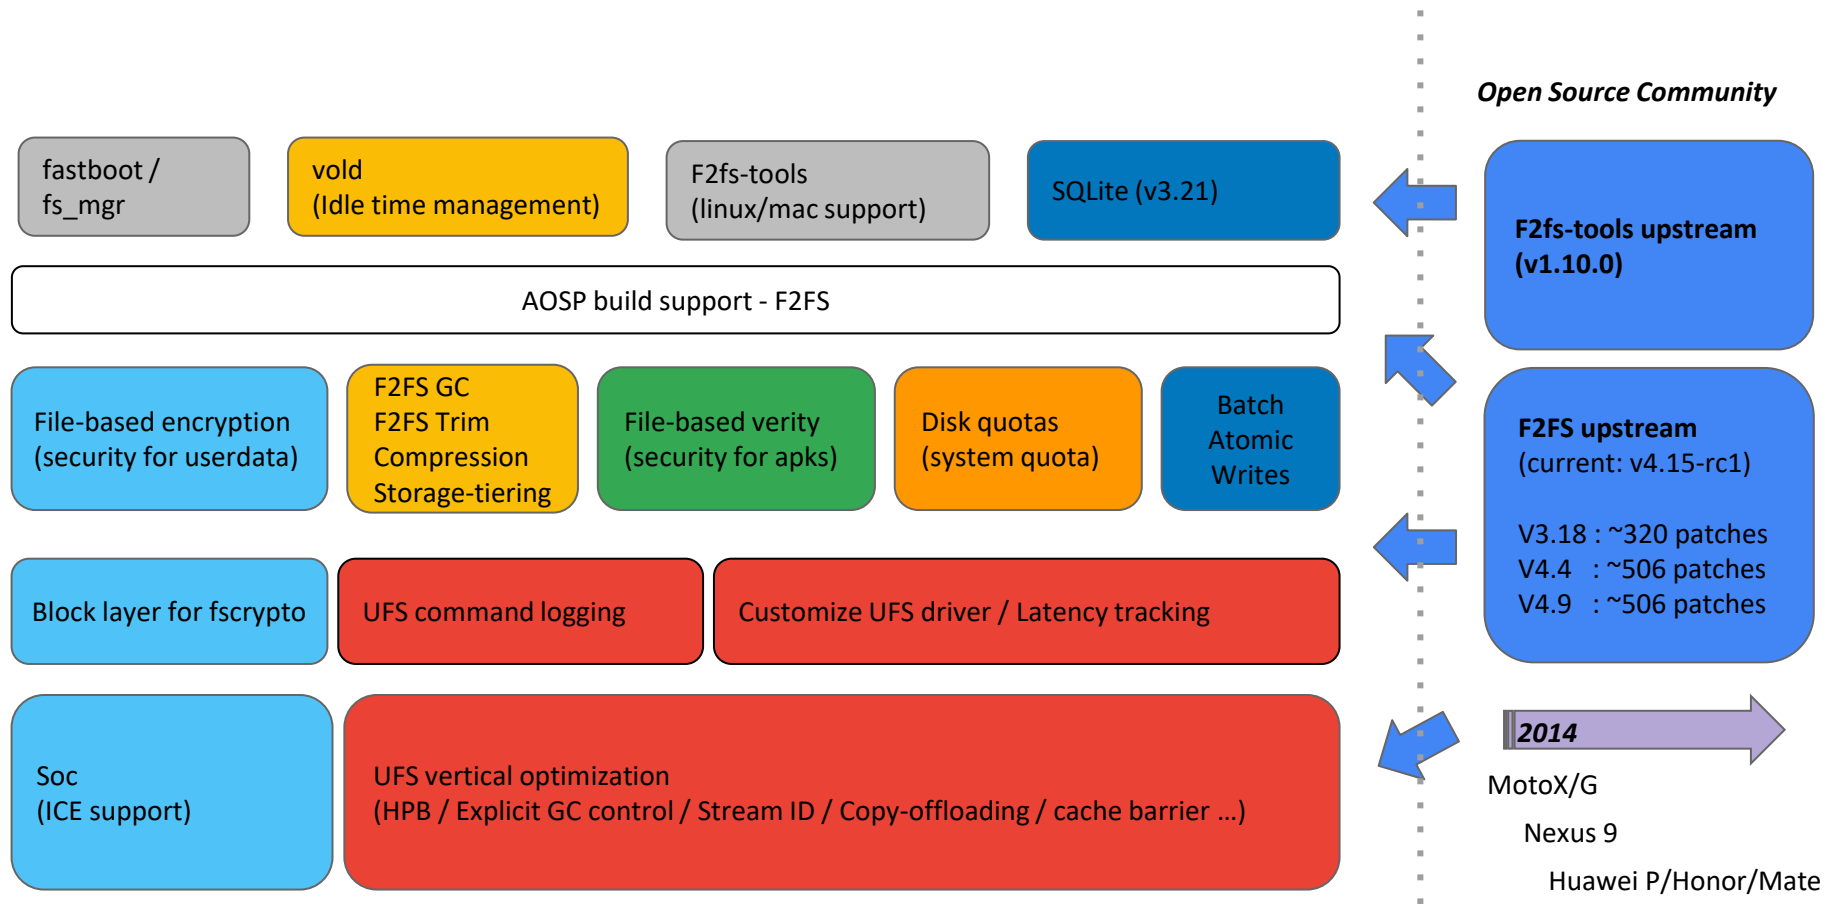 Open Source Community
fastboot /
fs_mgr
vold
(Idle time management)
F2fs-tools
(linux/mac support)
SQLite (v3.21)
F2fs-tools upstream
(v1.10.0)
AOSP build support - F2FS
File-based encryption
(security for userdata)
F2FS GC
F2FS Trim
Compression
Storage-tiering
File-based verity
(security for apks)
Disk quotas
(system quota)
Batch
Atomic
Writes
F2FS upstream
(current: v4.15-rc1)
V3.18 : ~320 patches
V4.4 : ~506 patches
V4.9 : ~506 patches
Block layer for fscrypto
UFS command logging
Customize UFS driver / Latency tracking
Soc
(ICE support)
UFS vertical optimization
(HPB / Explicit GC control / Stream ID / Copy-offloading / cache barrier ...)
2014
MotoX/G
Nexus 9
Huawei P/Honor/Mate